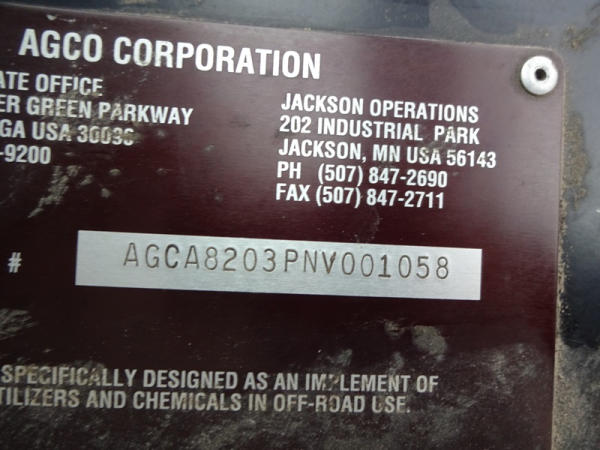 AGCO CORPORATION
ATE OFFICE
ER GREEN PARKWAY
GA USA 30096
-9200
JACKSON OPERATIONS
202 INDUSTRIAL PARK
JACKSON, MN USA 56143
PH (507) 847-2690
FAX (507) 847-2711
# AGCA8203PNV001058
SPECIFICALLY DESIGNED AS AN IMPLEMENT OF
TILIZERS AND CHEMICALS IN OFF-ROAD USE.